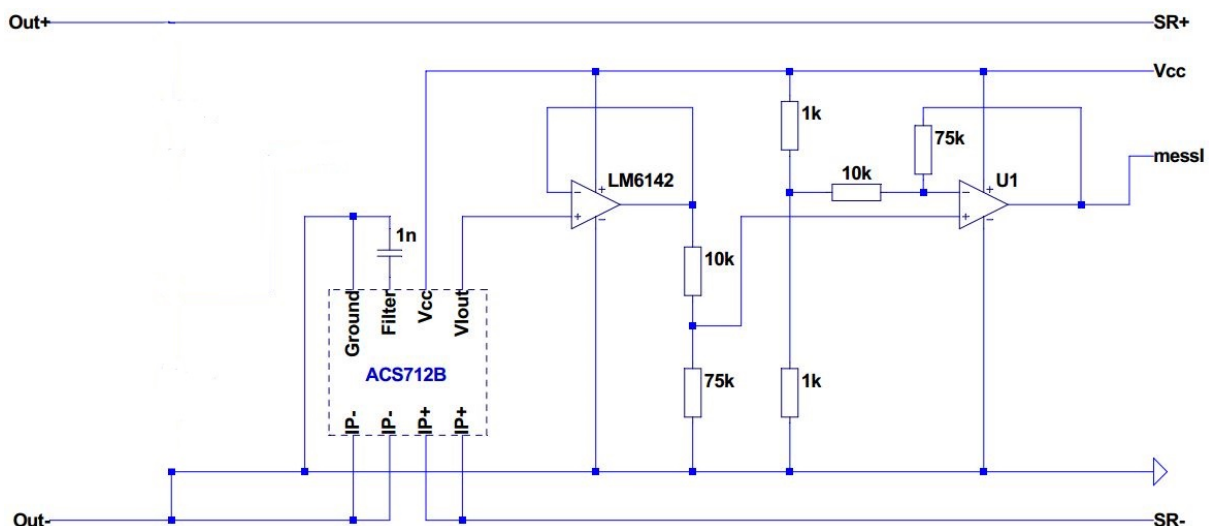 Out+
SR+
Vcc
1k
75k
messI
LM6142
10k
U1
1n
10k
Ground
Filter
Vcc
VIout
ACS712B
75k
1k
IP-
IP-
IP+
IP+
Out-
SR-